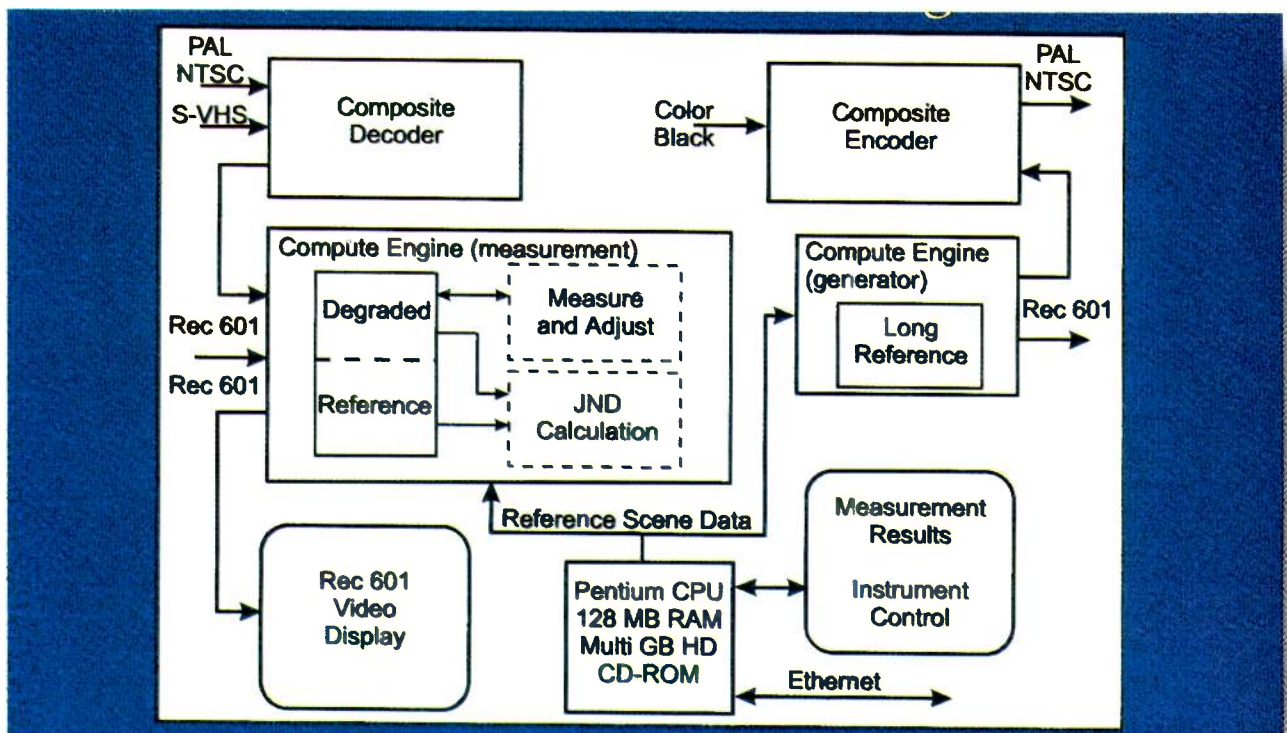 PAL
NTSC
S-VHS
Composite
Decoder
Color
Black
Composite
Encoder
PAL
NTSC
Compute Engine (measurement)
Degraded
Reference
Measure
and Adjust
JND
Calculation
Rec 601
Rec 601
Compute Engine
(generator)
Long
Reference
Rec 601
Reference Scene Data
Rec 601
Video
Display
Pentium CPU
128 MB RAM
Multi GB HD
CD-ROM
Measurement
Results
Instrument
Control
Ethernet